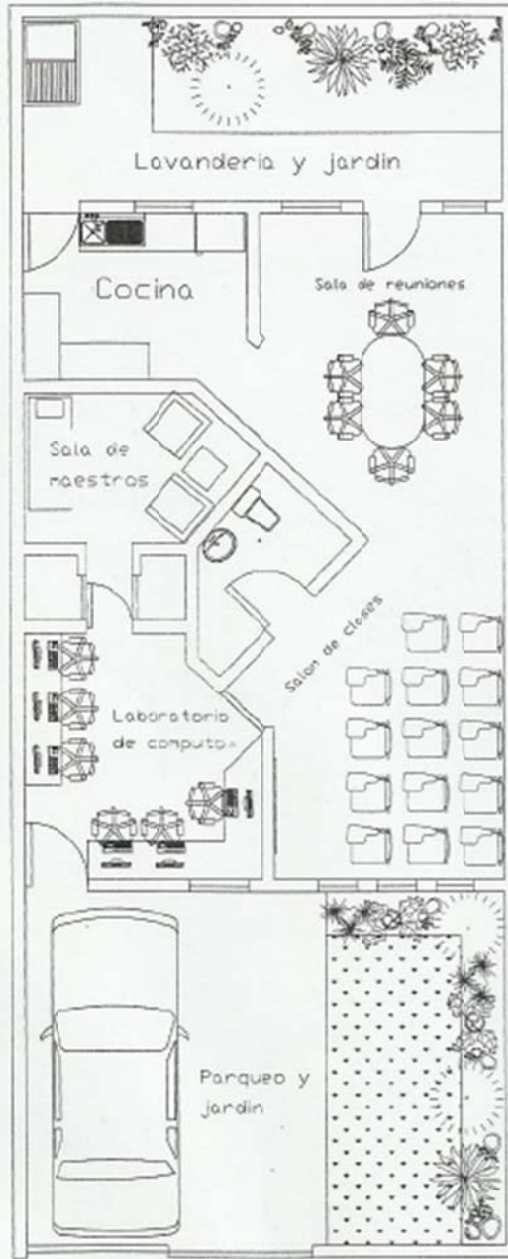 Lavanderia y jardin
Cocina
Sala de reuniones
Sala de
maestros
Salon de clases
Laboratorio
de computo
Parqueo y
jardin